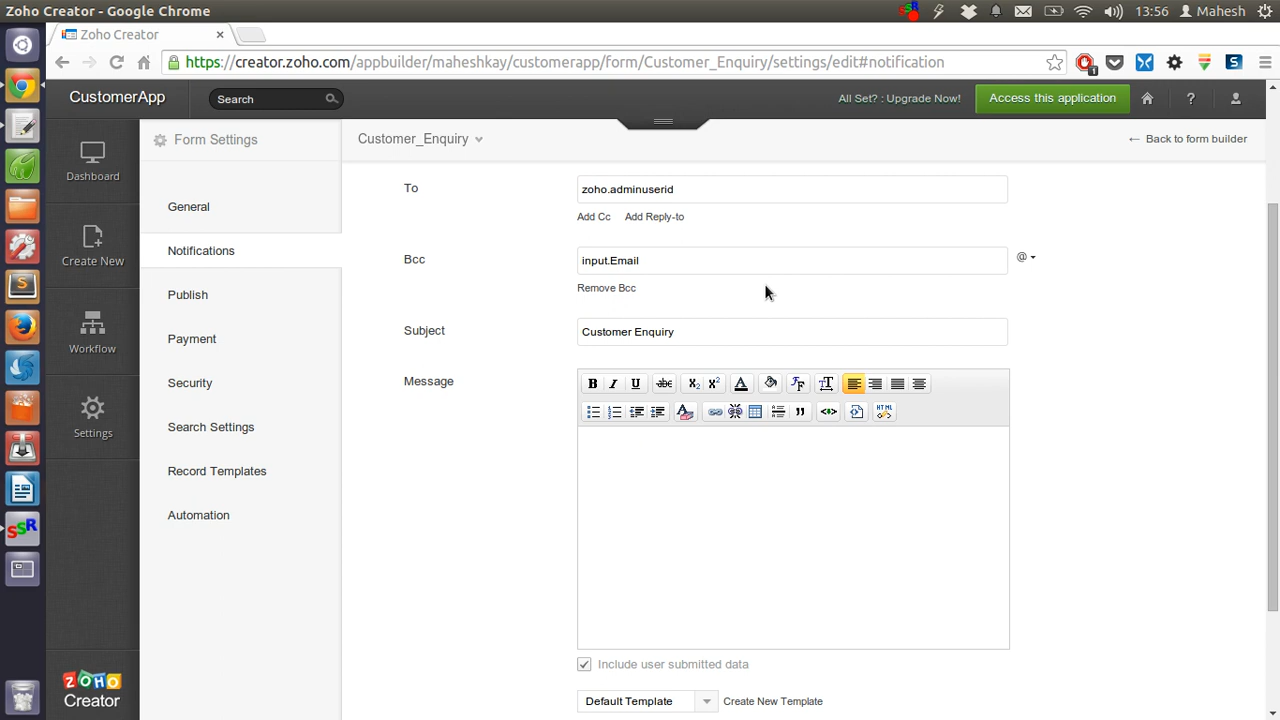 Zoho Creator - Google Chrome
13:56 Mahesh
Zoho Creator
https://creator.zoho.com/appbuilder/maheshkay/customerapp/form/Customer_Enquiry/settings/edit#notification
CustomerApp
Search
All Set? : Upgrade Now!
Access this application
?
Dashboard
Create New
Workflow
Settings
ZOHO
Creator
Form Settings
General
Notifications
Publish
Payment
Security
Search Settings
Record Templates
Automation
Customer_Enquiry
← Back to form builder
To
zoho.adminuserid
Add Cc Add Reply-to
Bcc
input.Email
@
Remove Bcc
Subject
Customer Enquiry
Message
B I U abc X2 X2 A
HTML
Include user submitted data
Default Template
Create New Template